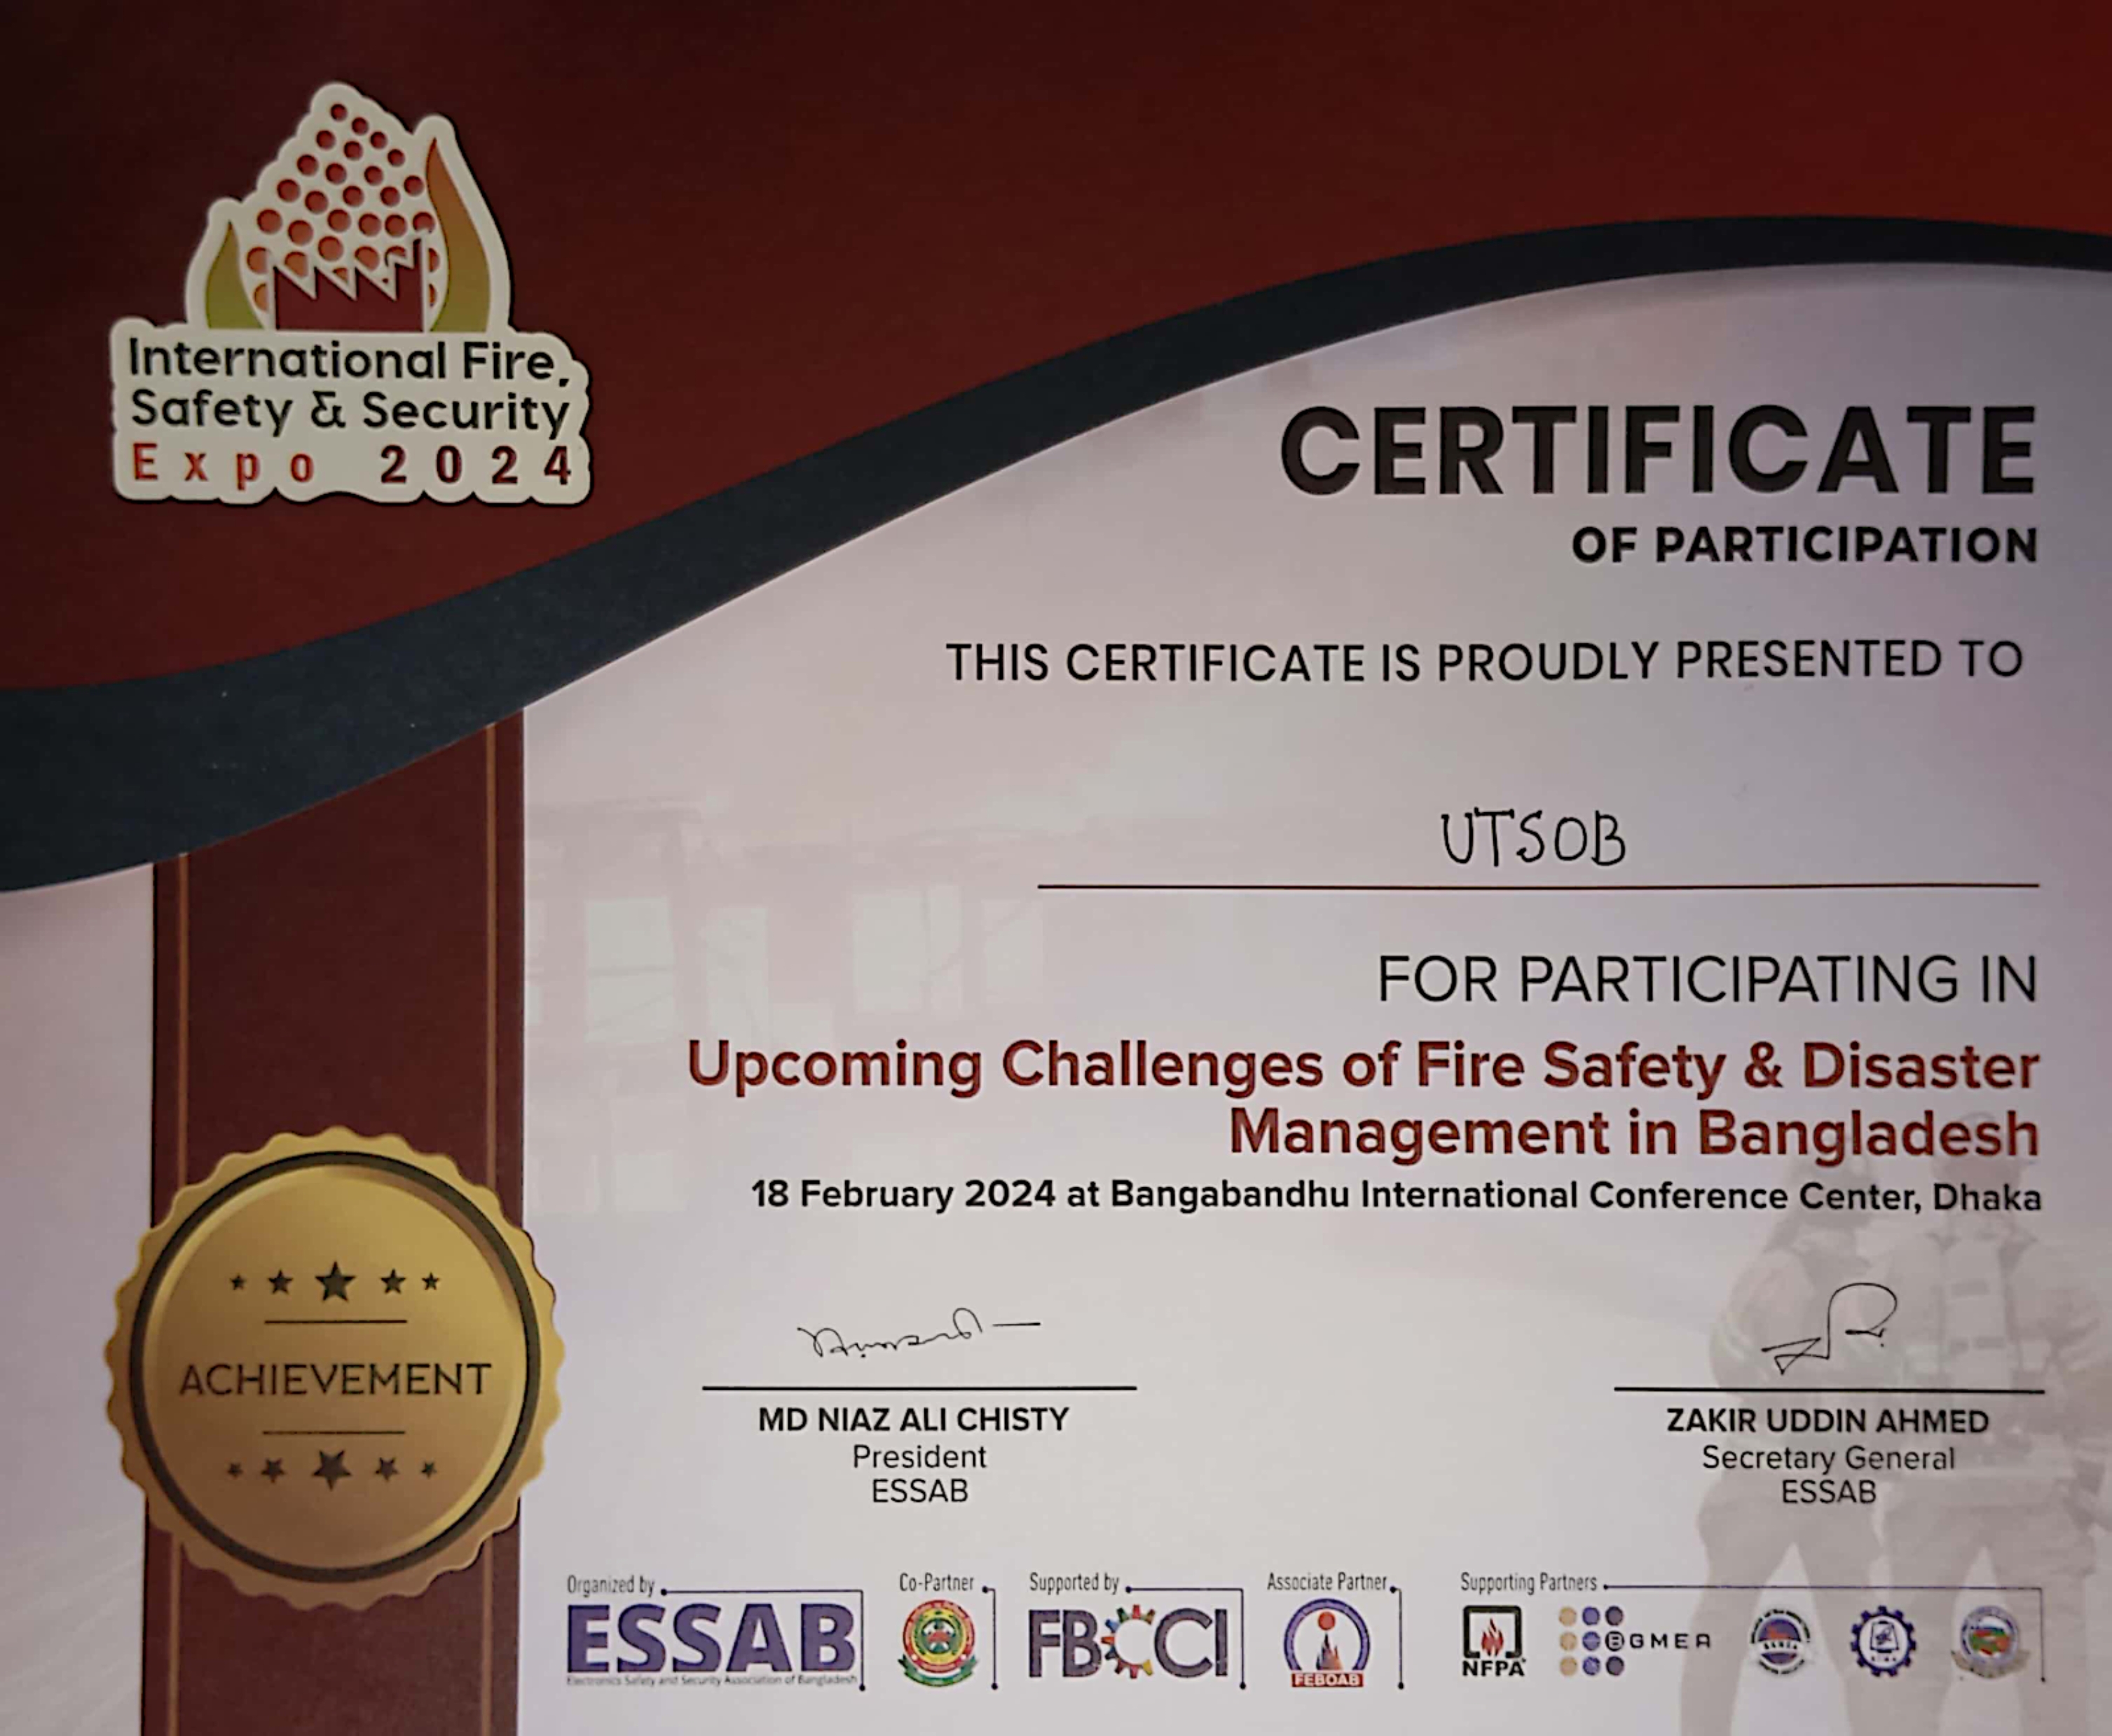 International Fire,
Safety & Security
Expo 2024
CERTIFICATE
OF PARTICIPATION
THIS CERTIFICATE IS PROUDLY PRESENTED TO
UTSOB
FOR PARTICIPATING IN
Upcoming Challenges of Fire Safety & Disaster
Management in Bangladesh
18 February 2024 at Bangabandhu International Conference Center, Dhaka
ACHIEVEMENT
MD NIAZ ALI CHISTY
President
ESSAB
ZAKIR UDDIN AHMED
Secretary General
ESSAB
Organized by
ESSAB
Electronics Safety and Security Association of Bangladesh
Co-Partner
Supported by
FBCCI
Associate Partner
FEBOAB
Supporting Partners
NFPA
BGMEA